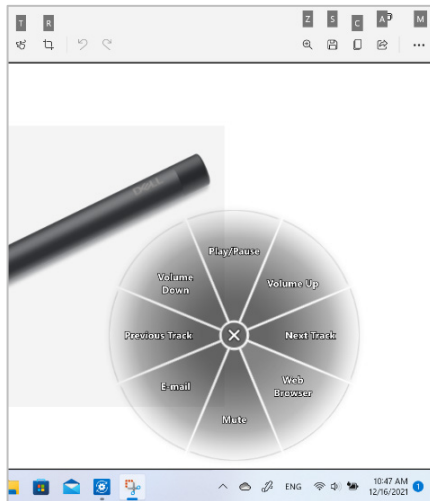 T R Z S C A M
DELL
Play/Pause
Volume Down
Volume Up
Previous Track
Next Track
E-mail
Web Browser
Mute
ENG
10:47 AM
12/16/2021
1